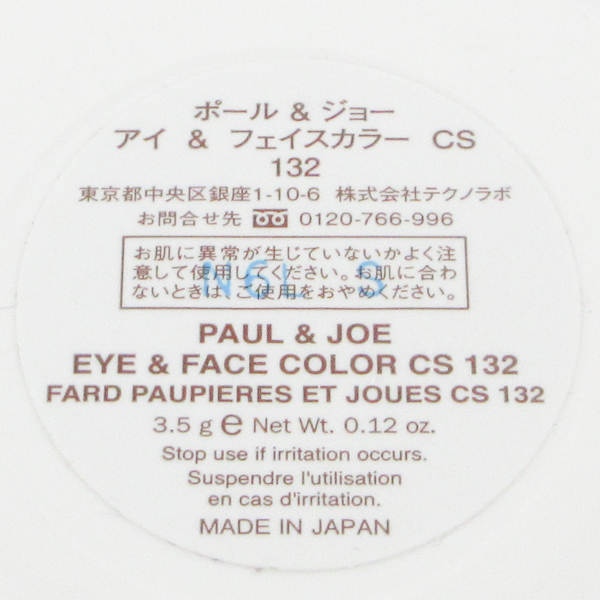 ポール & ジョー
アイ & フェイスカラー CS
132
東京都中央区銀座1-10-6 株式会社テクノラボ
お問合せ先 0120-766-996
お肌に異常が生じていないかよく注
意して使用してください。お肌に合わ
ないときは、ご使用をおやめください。
PAUL & JOE
EYE & FACE COLOR CS 132
FARD PAUPIERES ET JOUES CS 132
3.5 g e Net Wt. 0.12 oz.
Stop use if irritation occurs.
Suspendre l'utilisation
en cas d'irritation.
MADE IN JAPAN